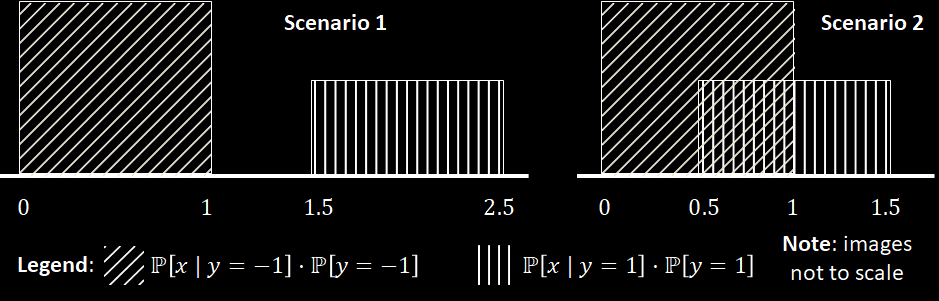 Scenario 1
Scenario 2
0 1 1.5 2.5
0 0.5 1 1.5
Legend: ℙ[x | y = −1] · ℙ[y = −1] ℙ[x | y = 1] · ℙ[y = 1]
Note: images
not to scale